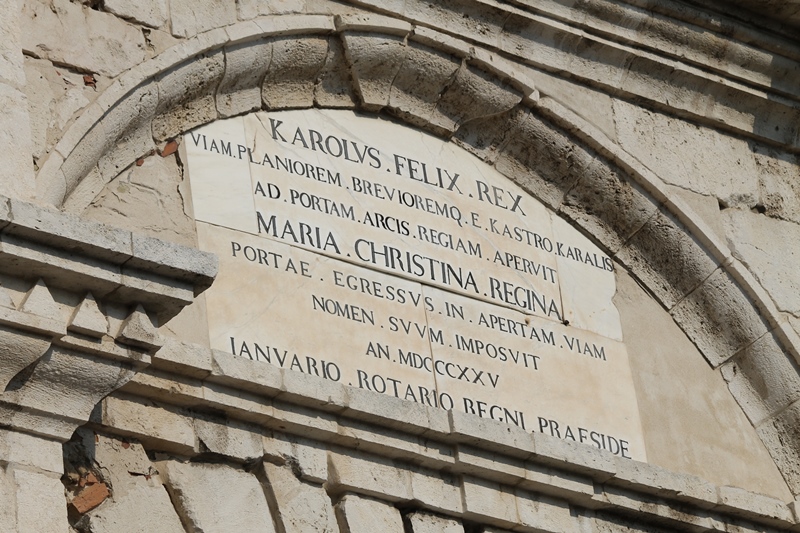 KAROLVS . FELIX . REX
VIAM . PLANIOREM . BREVIOREMQ . E . KASTRO . KARALIS
AD . PORTAM . ARCIS . REGIAM . APERVIT
MARIA . CHRISTINA . REGINA
PORTAE . EGRESSVS . IN . APERTAM . VIAM
NOMEN . SVVM . IMPOSVIT
AN . MDCCCXXV
IANVARIO . ROTARIO . REGNI . PRAESIDE